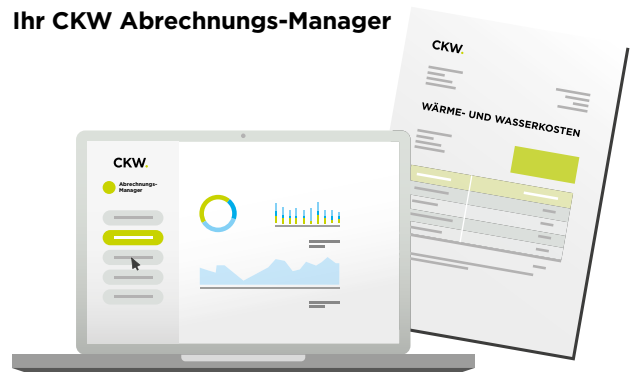 Ihr CKW Abrechnungs-Manager
CKW.
WÄRME- UND WASSERKOSTEN
CKW.
Abrechnungs-
Manager